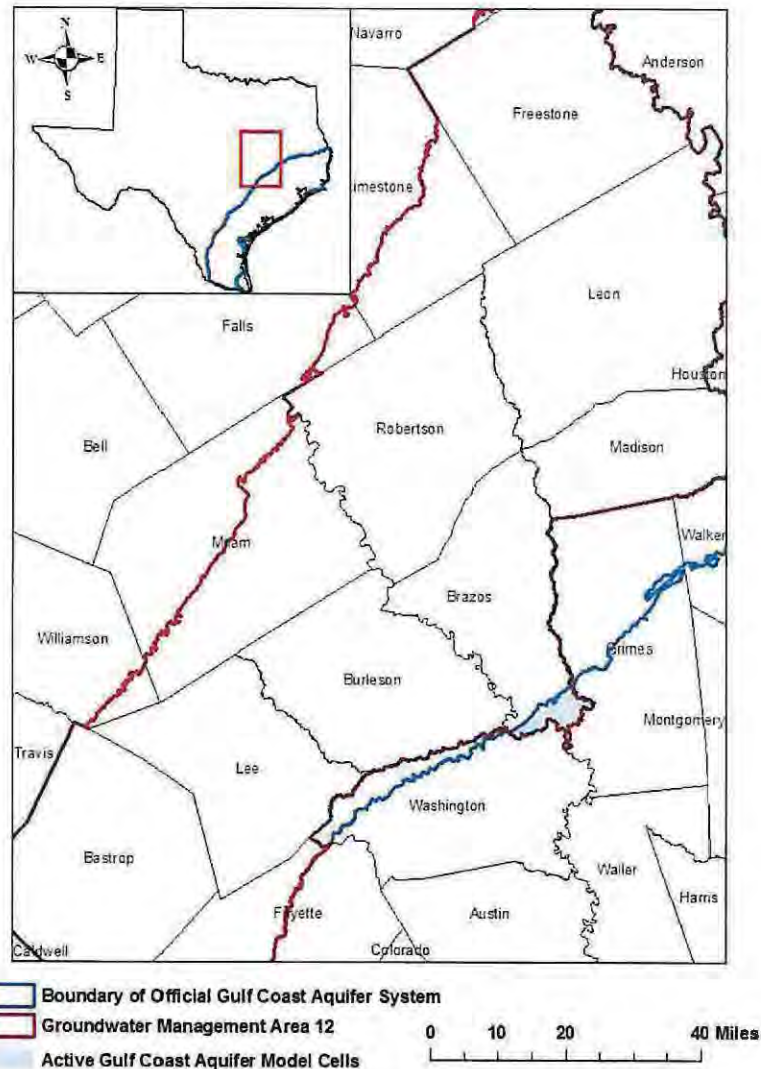 N
W
E
S
Navarro
Anderson
Freestone
imestone
Leon
Falls
Houston
Bell
Robertson
Madison
Milam
Walker
Brazos
Williamson
Grimes
Burleson
Montgomery
Travis
Lee
Washington
Bastrop
Waller
Harris
Fayette
Austin
Caldwell
Colorado
Boundary of Official Gulf Coast Aquifer System
Groundwater Management Area 12
Active Gulf Coast Aquifer Model Cells
0 10 20 40 Miles